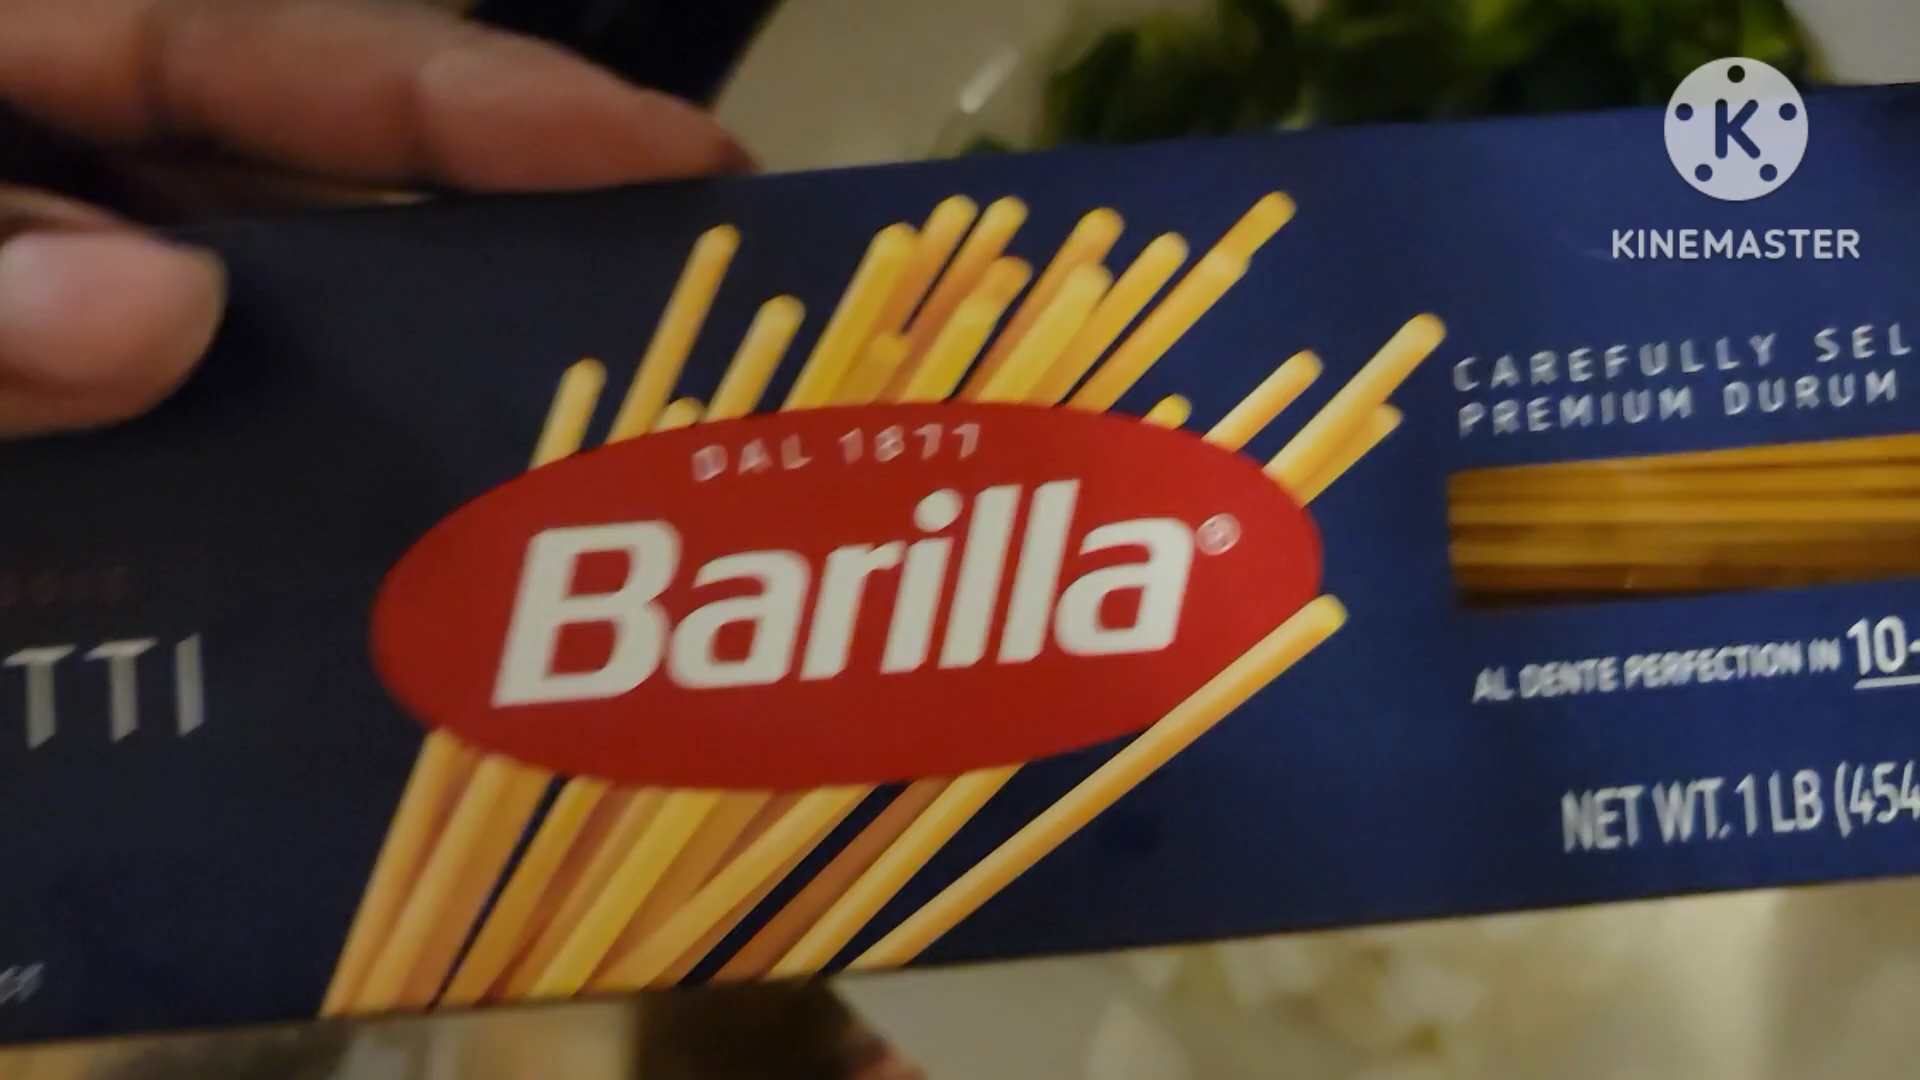 K
KINEMASTER
CAREFULLY SEL
PREMIUM DURUM
DAL 1877
Barilla®
TTI
AL DENTE PERFECTION IN 10-
NET WT. 1 LB (454